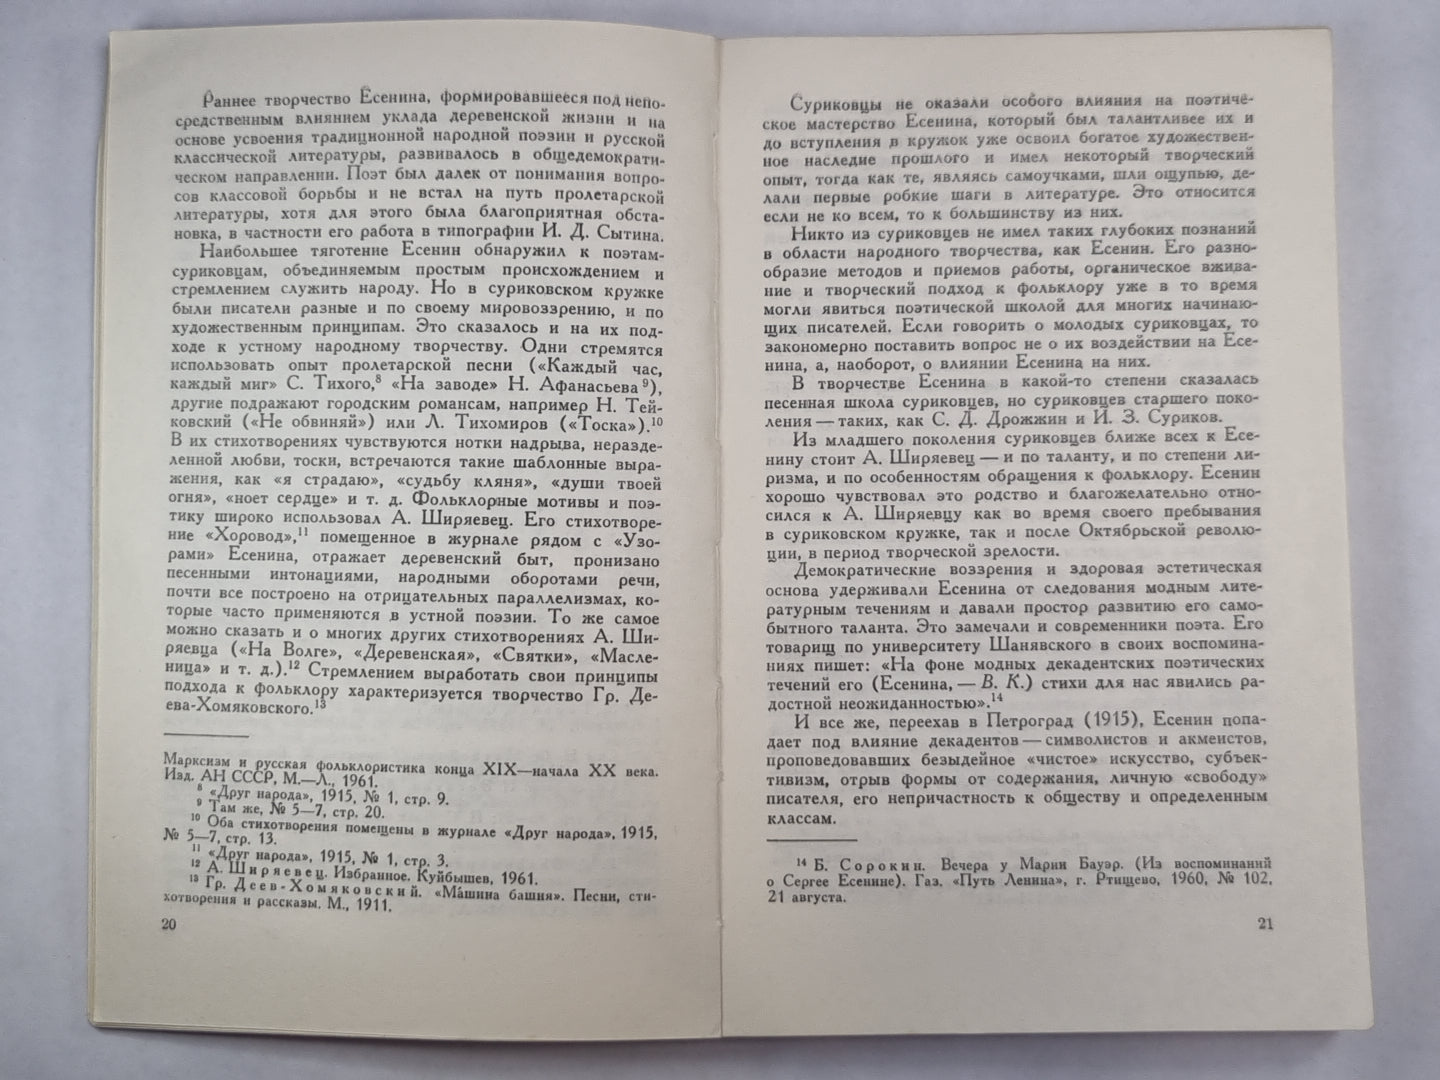 Раннее творчество Есенина, формировавшееся под непо-
средственным влиянием уклада деревенской жизни и на
основе усвоения традиционной народной поэзии и русской
классической литературы, развивалось в общедемократи-
ческом направлении. Поэт был далек от понимания вопро-
сов классовой борьбы и не встал на путь пролетарской
литературы, хотя для этого была благоприятная обста-
новка, в частности его работа в типографии И. Д. Сытина.
Наибольшее тяготение Есенин обнаружил к поэтам-
суриковцам, объединяемым простым происхождением и
стремлением служить народу. Но в суриковском кружке
были писатели разные и по своему мировоззрению, и по
художественным принципам. Это сказалось и на их под-
ходе к устному народному творчеству. Одни стремятся
использовать опыт пролетарской песни («Каждый час,
каждый миг» С. Тихого,⁸ «На заводе» Н. Афанасьева⁹),
другие подражают городским романсам, например Н. Тей-
ковский («Не обвиняй») или Л. Тихомиров («Тоска»).¹⁰
В их стихотворениях чувствуются нотки надрыва, неразде-
ленной любви, тоски, встречаются такие шаблонные выра-
жения, как «я страдаю», «судьбу кляня», «души твоей
огня», «ноет сердце» и т. д. Фольклорные мотивы и поэ-
тику широко использовал А. Ширяевец. Его стихотворе-
ние «Хоровод»,¹¹ помещенное в журнале рядом с «Узо-
рами» Есенина, отражает деревенский быт, пронизано
песенными интонациями, народными оборотами речи,
почти все построено на отрицательных параллелизмах, ко-
торые часто применяются в устной поэзии. То же самое
можно сказать и о многих других стихотворениях А. Ши-
ряевца («На Волге», «Деревенская», «Святки», «Масле-
ница» и т. д.).¹² Стремлением выработать свои принципы
подхода к фольклору характеризуется творчество Гр. Де-
ева-Хомяковского.¹³
Марксизм и русская фольклористика конца XIX—начала XX века.
Изд. АН СССР, М.—Л., 1961.
⁸ «Друг народа», 1915, № 1, стр. 9.
⁹ Там же, № 5—7, стр. 20.
¹⁰ Оба стихотворения помещены в журнале «Друг народа», 1915,
№ 5—7, стр. 13.
¹¹ «Друг народа», 1915, № 1, стр. 3.
¹² А. Ширяевец. Избранное. Куйбышев, 1961.
¹³ Гр. Деев-Хомяковский. «Машина башня». Песни, сти-
хотворения и рассказы. М., 1911.
20
Суриковцы не оказали особого влияния на поэтиче-
ское мастерство Есенина, который был талантливее их и
до вступления в кружок уже освоил богатое художествен-
ное наследие прошлого и имел некоторый творческий
опыт, тогда как те, являясь самоучками, шли ощупью, де-
лали первые робкие шаги в литературе. Это относится
если не ко всем, то к большинству из них.
Никто из суриковцев не имел таких глубоких познаний
в области народного творчества, как Есенин. Его разно-
образие методов и приемов работы, органическое вжива-
ние и творческий подход к фольклору уже в то время
могли явиться поэтической школой для многих начинаю-
щих писателей. Если говорить о молодых суриковцах, то
закономерно поставить вопрос не о их воздействии на Есе-
нина, а, наоборот, о влиянии Есенина на них.
В творчестве Есенина в какой-то степени сказалась
песенная школа суриковцев, но суриковцев старшего поко-
ления — таких, как С. Д. Дрожжин и И. З. Суриков.
Из младшего поколения суриковцев ближе всех к Есе-
нину стоит А. Ширяевец — и по таланту, и по степени ли-
ризма, и по особенностям обращения к фольклору. Есенин
хорошо чувствовал это родство и благожелательно отно-
сился к А. Ширяевцу как во время своего пребывания
в суриковском кружке, так и после Октябрьской револю-
ции, в период творческой зрелости.
Демократические воззрения и здоровая эстетическая
основа удерживали Есенина от следования модным лите-
ратурным течениям и давали простор развитию его само-
бытного таланта. Это замечали и современники поэта. Его
товарищ по университету Шанявского в своих воспомина-
ниях пишет: «На фоне модных декадентских поэтических
течений его (Есенина, — В. К.) стихи для нас явились ра-
достной неожиданностью».¹⁴
И все же, переехав в Петроград (1915), Есенин попа-
дает под влияние декадентов — символистов и акмеистов,
проповедовавших безыдейное «чистое» искусство, субъек-
тивизм, отрыв формы от содержания, личную «свободу»
писателя, его непричастность к обществу и определенным
классам.
¹⁴ Б. Сорокин. Вечера у Марии Бауэр. (Из воспоминаний
о Сергее Есенине). Газ. «Путь Ленина», г. Ртищево, 1960, № 102,
21 августа.
21